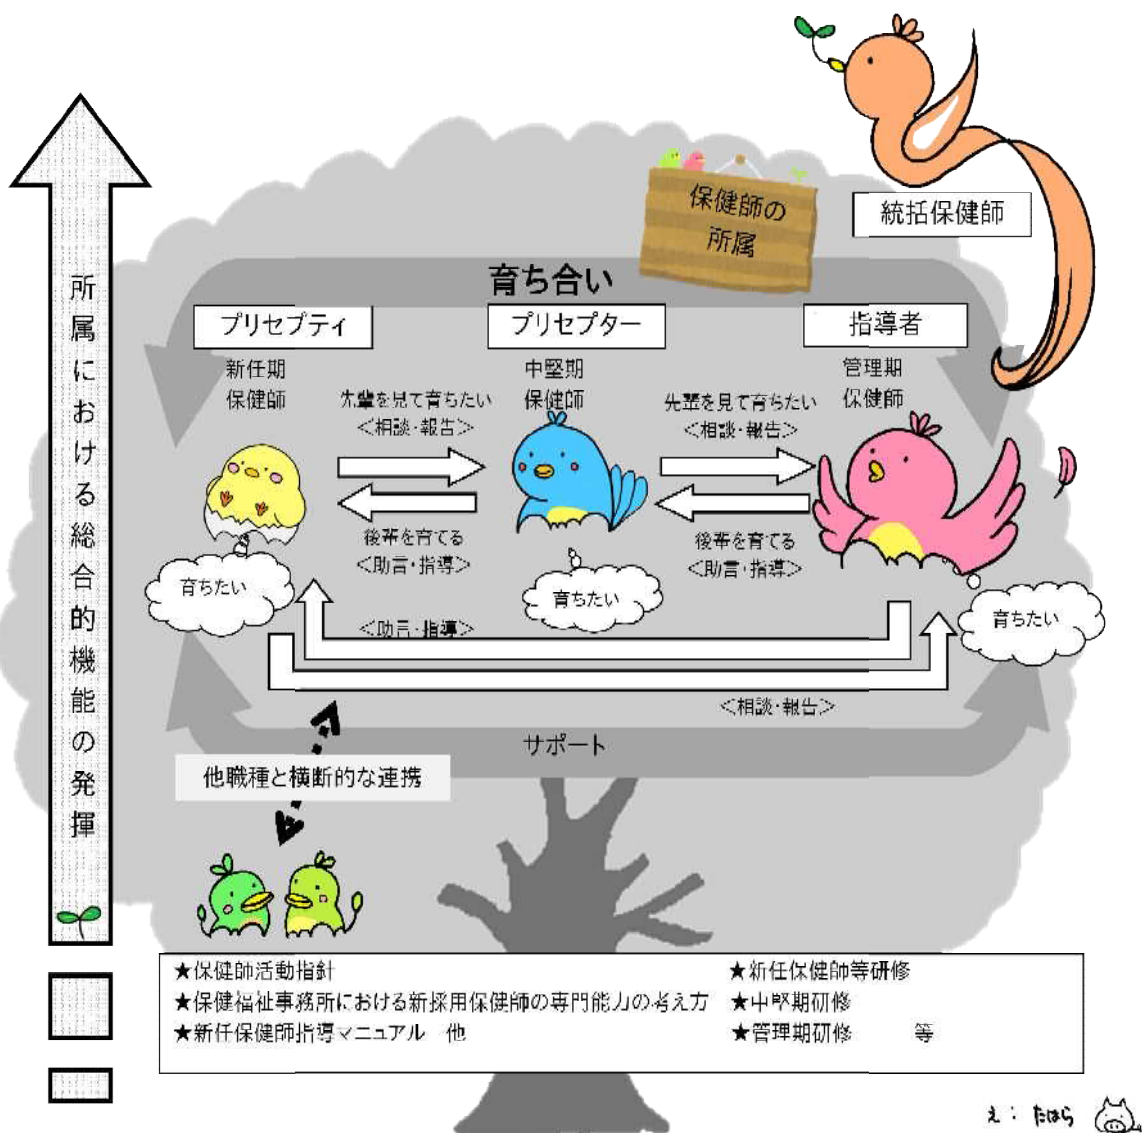 統括保健師
保健師の
所属
育ち合い
プリセプティ
新任期
保健師
プリセプター
中堅期
保健師
指導者
管理期
保健師
先輩を見て育ちたい
＜相談・報告＞
先輩を見て育ちたい
＜相談・報告＞
後輩を育てる
＜助言・指導＞
後輩を育てる
＜助言・指導＞
育ちたい
育ちたい
育ちたい
＜助言・指導＞
＜相談・報告＞
サポート
他職種と横断的な連携
所属における総合的機能の発揮
★保健師活動指針
★保健福祉事務所における新採用保健師の専門能力の考え方
★新任保健師指導マニュアル　他
★新任保健師等研修
★中堅期研修
★管理期研修　　等
え：たはら